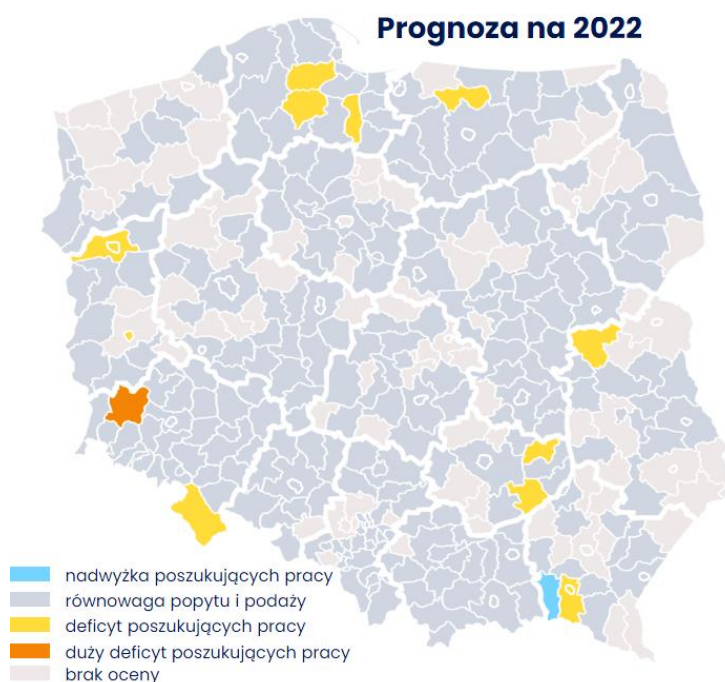 Prognoza na 2022
nadwyżka poszukujących pracy
równowaga popytu i podaży
deficyt poszukujących pracy
duży deficyt poszukujących pracy
brak oceny